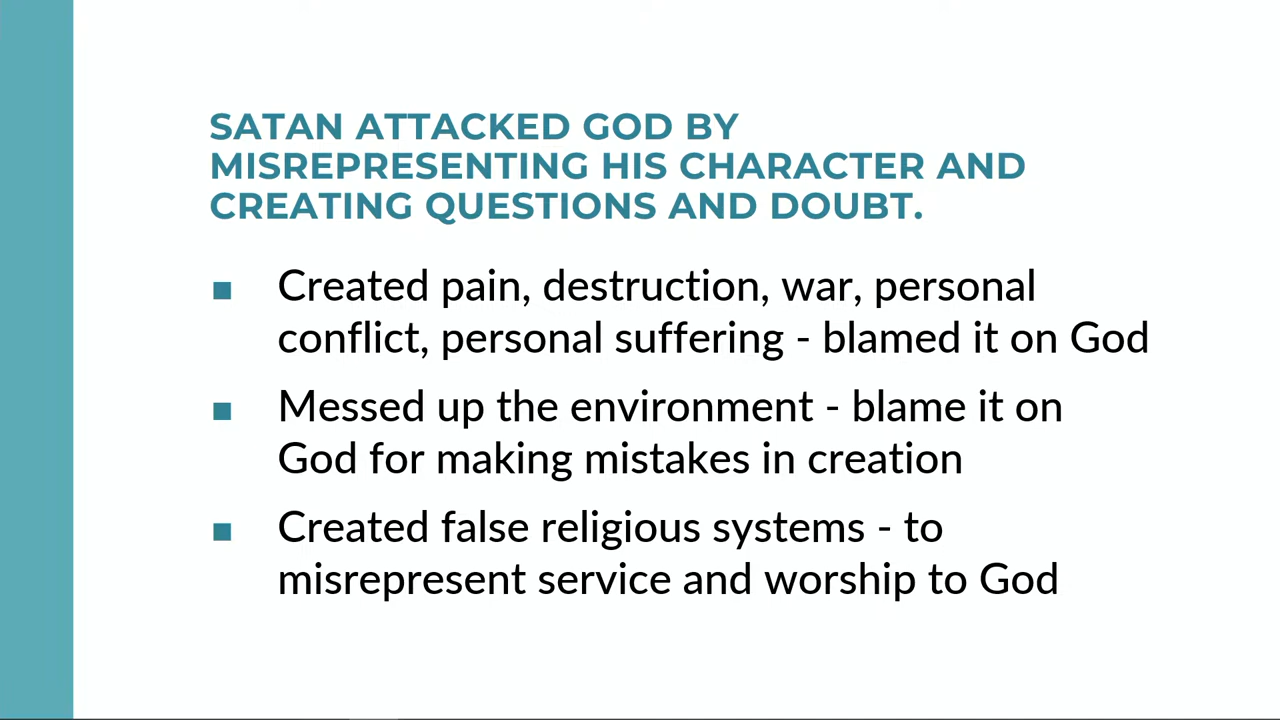 SATAN ATTACKED GOD BY
MISREPRESENTING HIS CHARACTER AND
CREATING QUESTIONS AND DOUBT.
■ Created pain, destruction, war, personal
conflict, personal suffering - blamed it on God
■ Messed up the environment - blame it on
God for making mistakes in creation
■ Created false religious systems - to
misrepresent service and worship to God